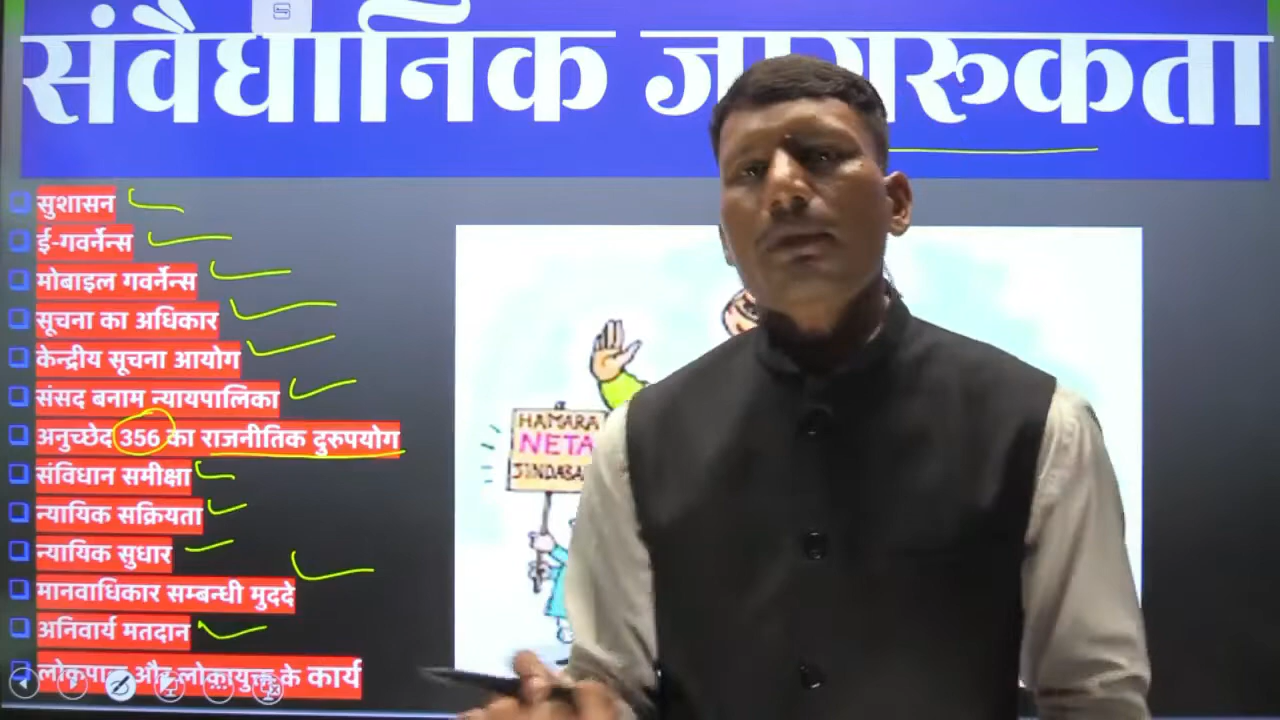 संवैधानिक जागरूकता
सुशासन
ई-गवर्नेन्स
मोबाइल गवर्नेन्स
सूचना का अधिकार
केन्द्रीय सूचना आयोग
संसद बनाम न्यायपालिका
अनुच्छेद 356 का राजनीतिक दुरुपयोग
संविधान समीक्षा
न्यायिक सक्रियता
न्यायिक सुधार
मानवाधिकार सम्बन्धी मुददे
अनिवार्य मतदान
लोकपाल और लोकायुक्त के कार्य
HAMARA
NETA